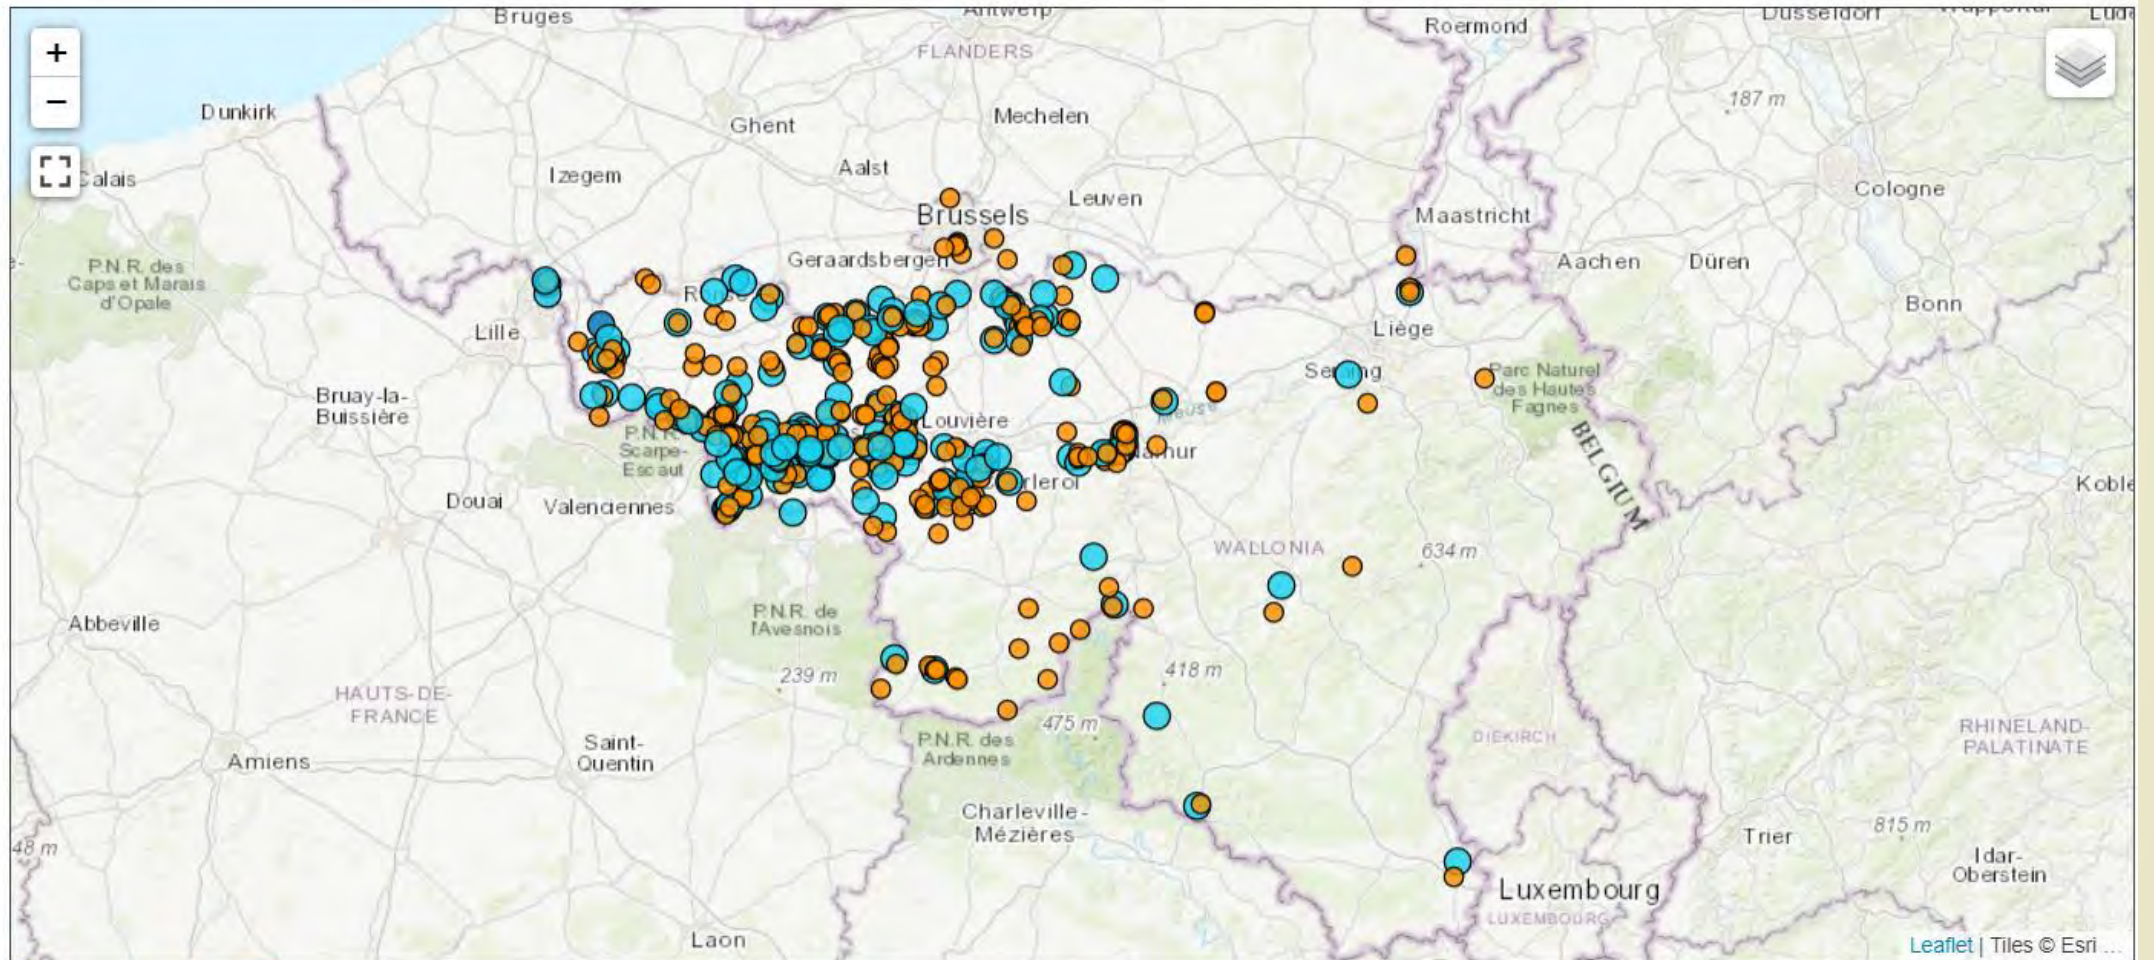 Bruges
FLANDERS
Roermond
+
−
Dunkirk
Ghent
Mechelen
187 m
Calais
Izegem
Aalst
Leuven
Cologne
Brussels
Maastricht
P.N.R. des
Caps et Marais
d'Opale
Geraardsbergen
Aachen
Düren
Bonn
Lille
Liège
Parc Naturel
des Hautes
Fagnes
Bruay-la-
Buissière
Meuse
Louvière
BELGIUM
P.N.R.
Scarpe-
Escaut
Douai
Valenciennes
WALLONIA
634 m
P.N.R. de
l'Avesnois
Abbeville
239 m
418 m
HAUTS-DE-
FRANCE
475 m
RHINELAND-
PALATINATE
DIEKIRCH
P.N.R. des
Ardennes
Saint-
Quentin
Amiens
Charleville-
Mézières
Trier
815 m
48 m
Idar-
Oberstein
Luxembourg
LUXEMBOURG
Laon
Leaflet | Tiles © Esri ...